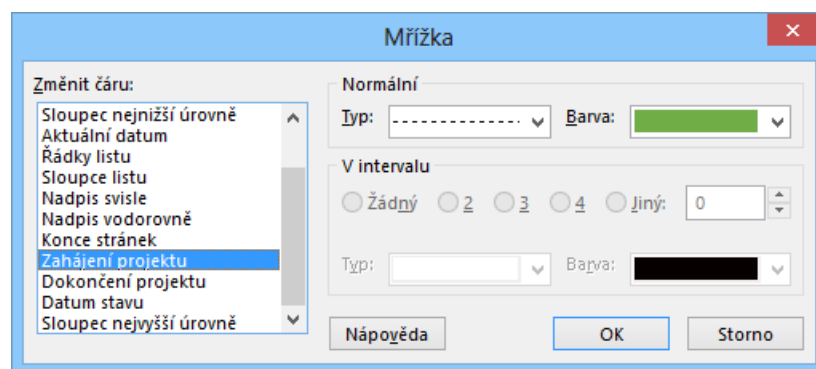 Mřížka
Změnit čáru:
Sloupec nejnižší úrovně
Aktuální datum
Řádky listu
Sloupce listu
Nadpis svisle
Nadpis vodorovně
Konce stránek
Zahájení projektu
Dokončení projektu
Datum stavu
Sloupec nejvyšší úrovně
Normální
Typ: Barva:
V intervalu
Žádný 2 3 4 Jiný: 0
Typ: Barva:
Nápověda OK Storno